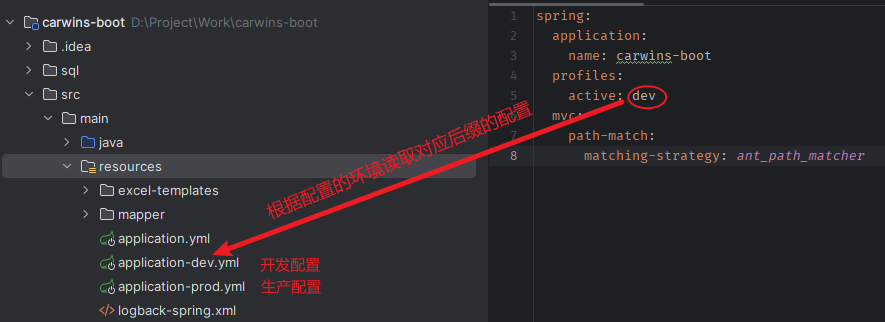 carwins-boot D:\Project\Work\carwins-boot
.idea
sql
src
main
java
resources
excel-templates
mapper
application.yml
application-dev.yml 开发配置
application-prod.yml 生产配置
logback-spring.xml
根据配置的环境读取对应后缀的配置
1 spring:
2 application:
3 name: carwins-boot
4 profiles:
5 active: dev
6 mvc:
7 path-match:
8 matching-strategy: ant_path_matcher